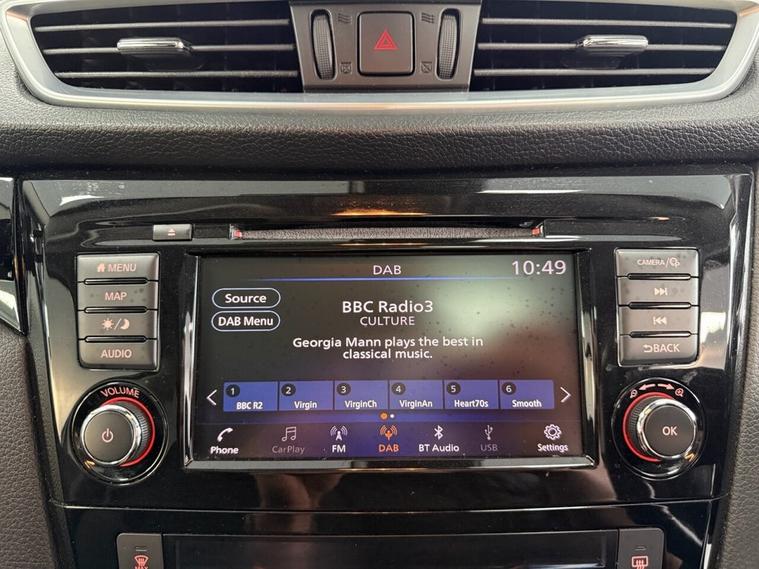 MENU
MAP
AUDIO
VOLUME
DAB
10:49
Source
DAB Menu
BBC Radio3
CULTURE
Georgia Mann plays the best in
classical music.
1 BBC R2
2 Virgin
3 VirginCh
4 VirginAn
5 Heart70s
6 Smooth
Phone
CarPlay
FM
DAB
BT Audio
USB
Settings
CAMERA/
BACK
OK
MAX